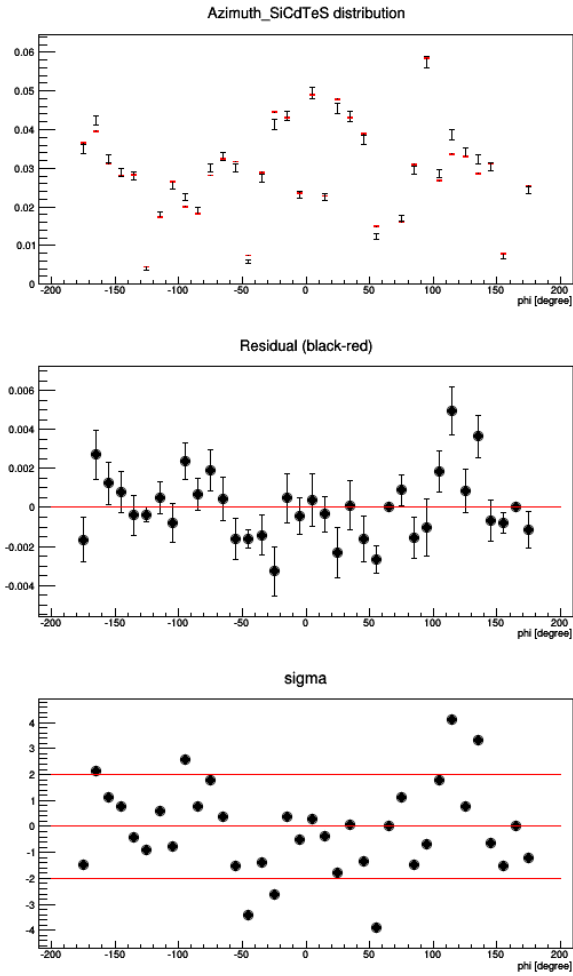 Azimuth_SiCdTeS distribution
0.06
0.05
0.04
0.03
0.02
0.01
0
-200 -150 -100 -50 0 50 100 150 200
phi [degree]
Residual (black-red)
0.006
0.004
0.002
0
-0.002
-0.004
-200 -150 -100 -50 0 50 100 150 200
phi [degree]
sigma
4
3
2
1
0
-1
-2
-3
-4
-200 -150 -100 -50 0 50 100 150 200
phi [degree]